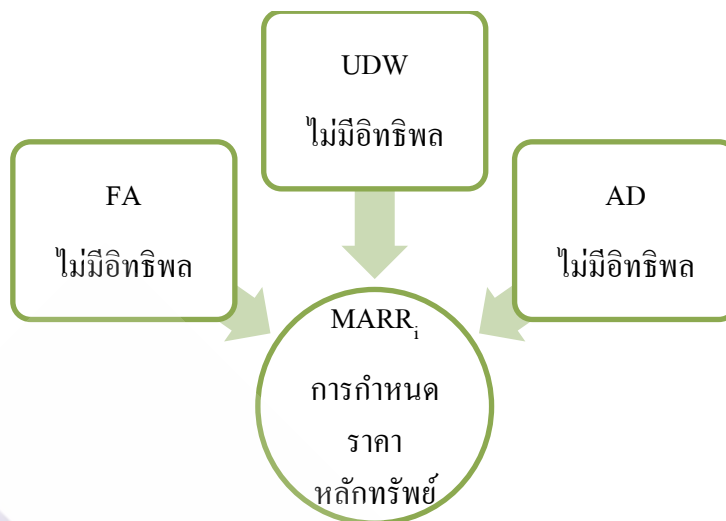 UDW
ไม่มีอิทธิพล
FA
ไม่มีอิทธิพล
AD
ไม่มีอิทธิพล
MARRi
การกำหนด
ราคา
หลักทรัพย์